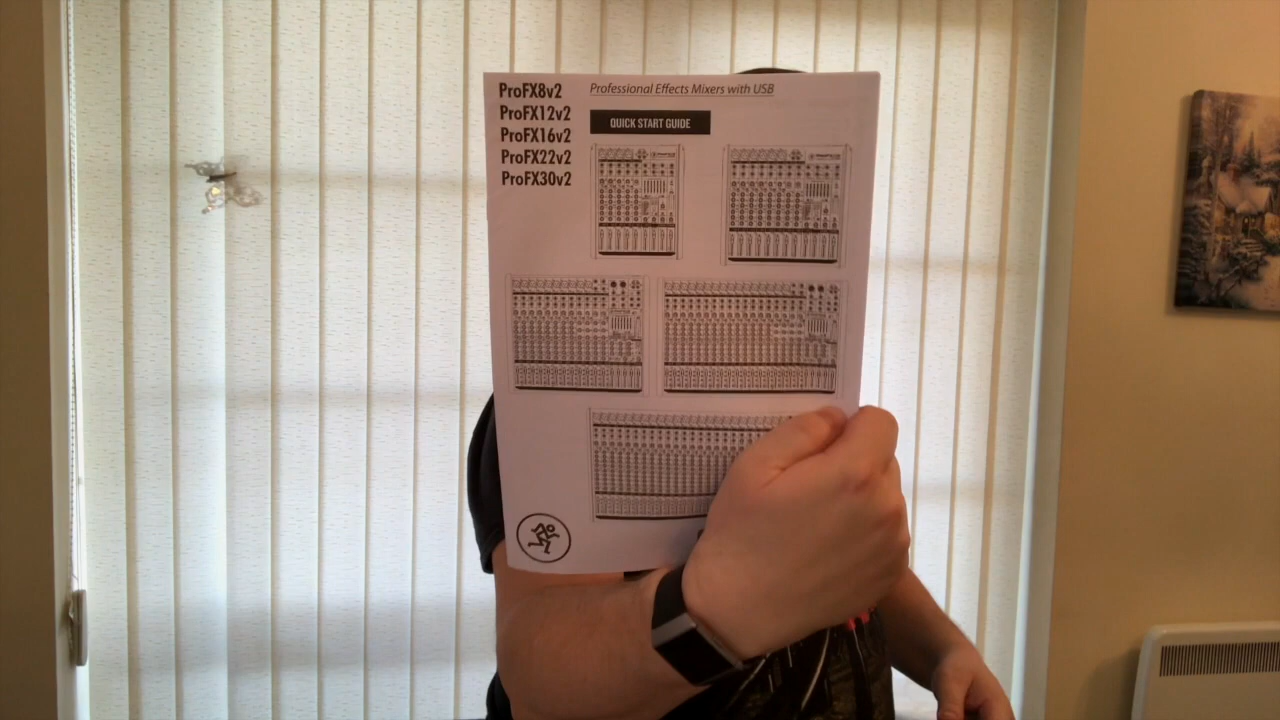 ProFX8v2
ProFX12v2
ProFX16v2
ProFX22v2
ProFX30v2
Professional Effects Mixers with USB
QUICK START GUIDE